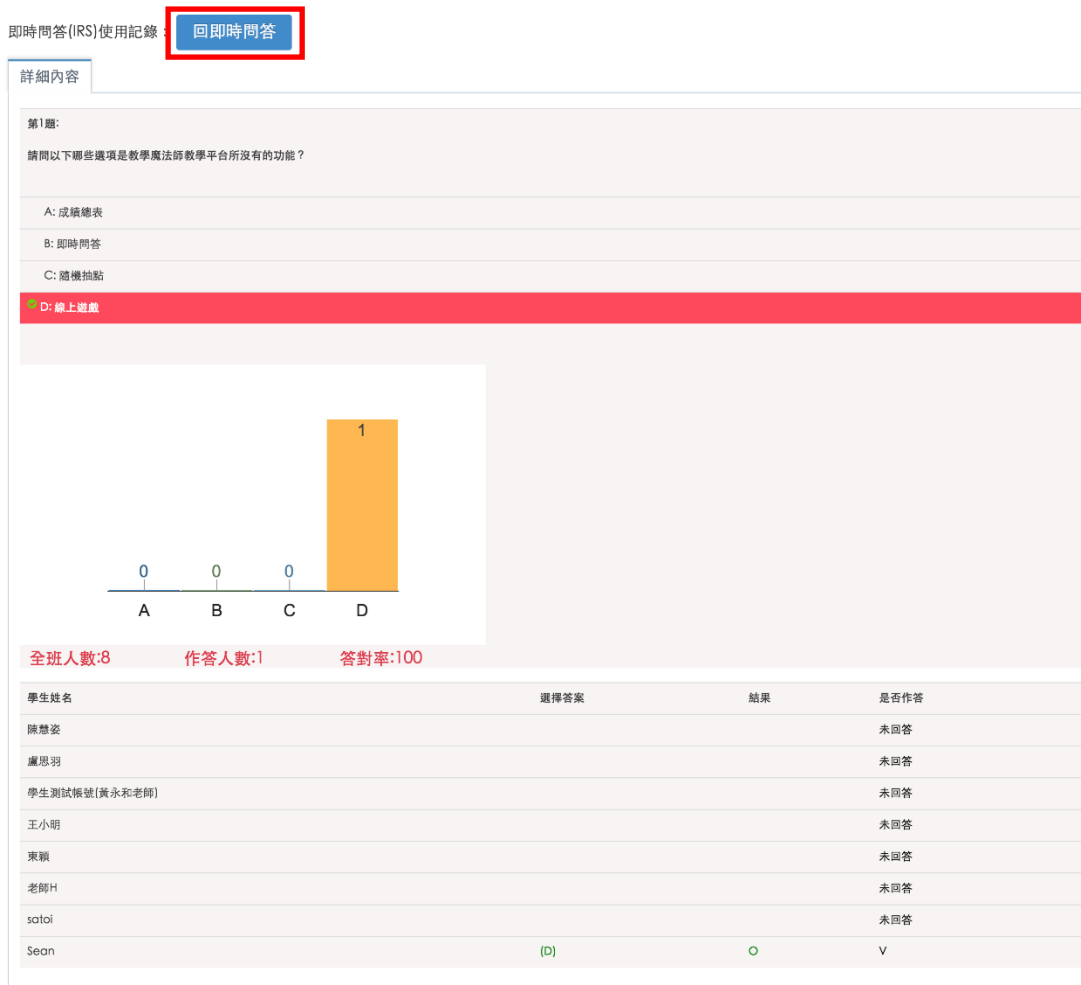 即時問答(IRS)使用記錄： 回即時問答
詳細內容
第1題:
請問以下哪些選項是教學魔法師教學平台所沒有的功能？
A: 成績總表
B: 即時問答
C: 隨機抽點
D: 線上遊戲
1
0 0 0
A B C D
全班人數:8 作答人數:1 答對率:100
學生姓名 選擇答案 結果 是否作答
陳慧姿 未回答
盧思羽 未回答
學生測試帳號(黃永和老師) 未回答
王小明 未回答
東穎 未回答
老師H 未回答
satoi 未回答
Sean (D) O V